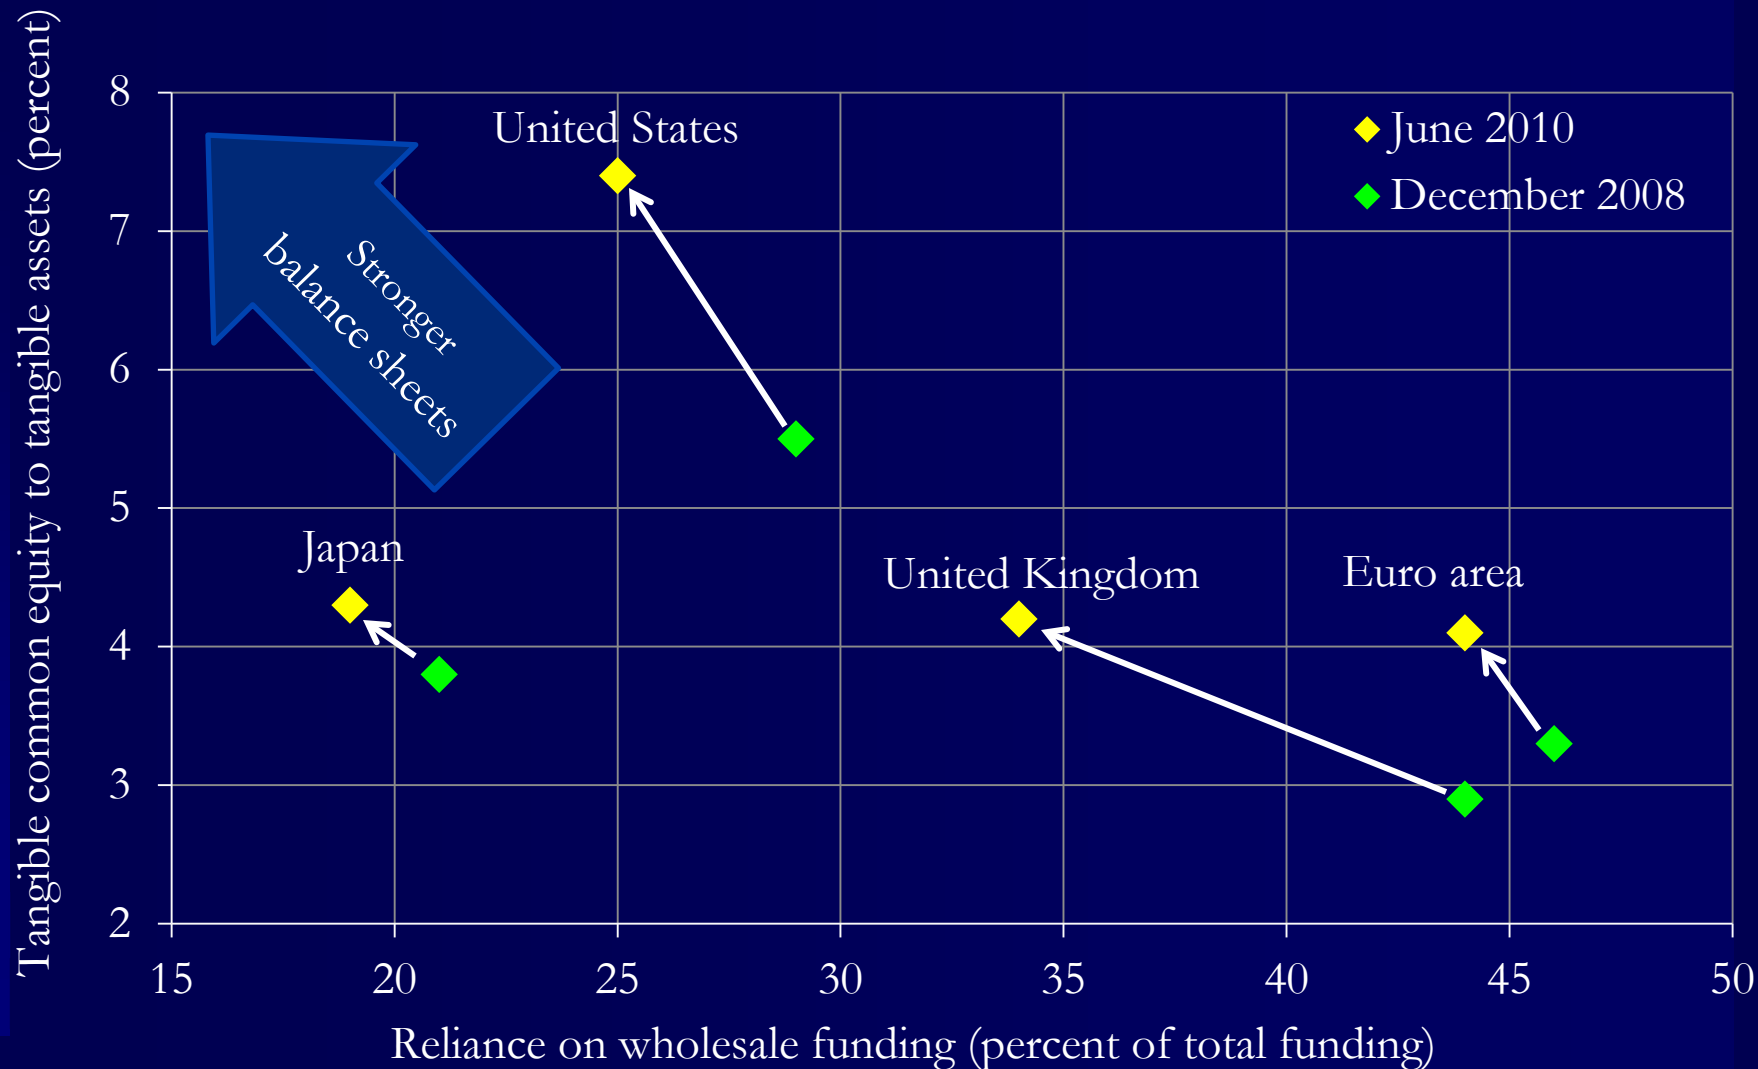 Tangible common equity to tangible assets (percent)
8
7
6
5
4
3
2
United States
June 2010
December 2008
Stronger
balance sheets
Japan
United Kingdom
Euro area
15 20 25 30 35 40 45 50
Reliance on wholesale funding (percent of total funding)